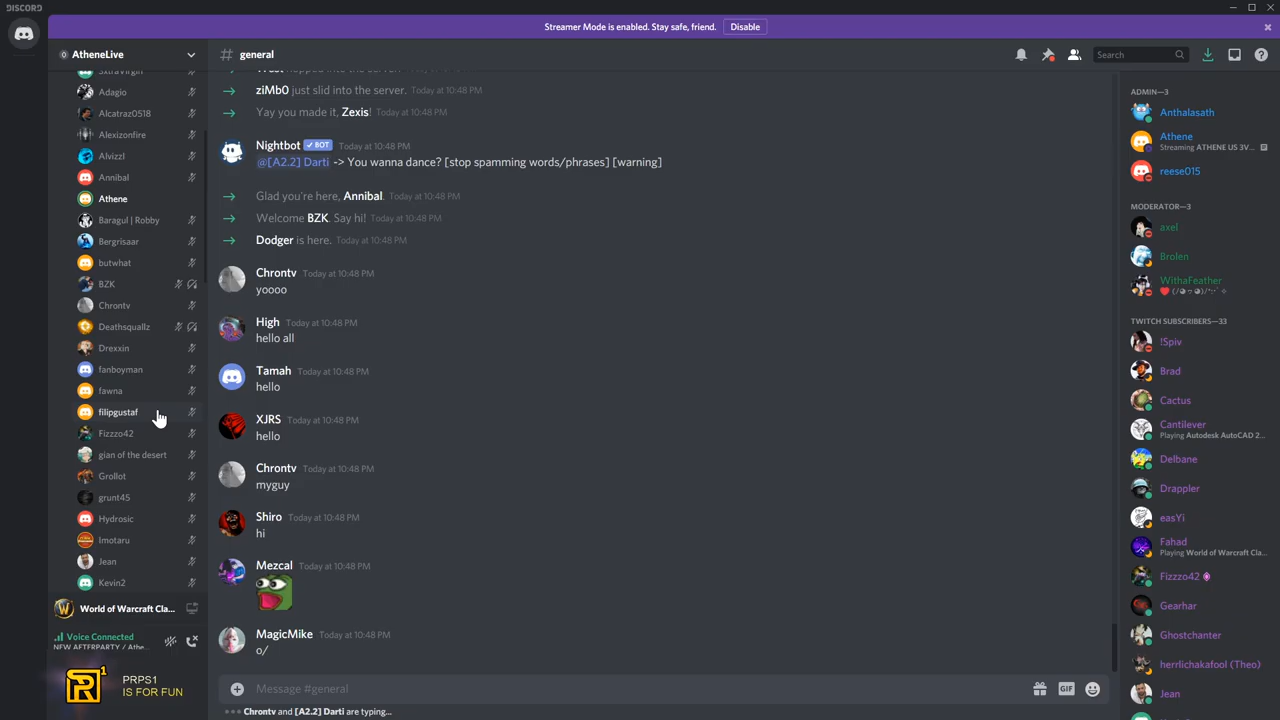 DISCORD
Streamer Mode is enabled. Stay safe, friend. Disable
AtheneLive
# general
Search
3xtraVirgin
Adagio
Alcatraz0518
Alexizonfire
Alvizzl
Annibal
Athene
Baragul | Robby
Bergrisaar
butwhat
BZK
Chrontv
Deathsquallz
Drexxin
fanboyman
fawna
filipgustaf
Fizzzo42
gian of the desert
Grollot
grunt45
Hydrosic
Imotaru
Jean
Kevin2
World of Warcraft Cla...
Voice Connected
NEW AFTERPARTY / Athe...
PRPS1
IS FOR FUN
ziMb0 just slid into the server. Today at 10:48 PM
Yay you made it, Zexis! Today at 10:48 PM
Nightbot ✓ BOT Today at 10:48 PM
@[A2.2] Darti -> You wanna dance? [stop spamming words/phrases] [warning]
Glad you're here, Annibal. Today at 10:48 PM
Welcome BZK. Say hi! Today at 10:48 PM
Dodger is here. Today at 10:48 PM
Chrontv Today at 10:48 PM
yoooo
High Today at 10:48 PM
hello all
Tamah Today at 10:48 PM
hello
XJRS Today at 10:48 PM
hello
Chrontv Today at 10:48 PM
myguy
Shiro Today at 10:48 PM
hi
Mezcal Today at 10:48 PM
MagicMike Today at 10:48 PM
o/
Message #general
GIF
Chrontv and [A2.2] Darti are typing...
ADMIN—3
Anthalasath
Athene
Streaming ATHENE US 3V...
reese015
MODERATOR—3
axel
Brolen
WithaFeather
TWITCH SUBSCRIBERS—33
!Spiv
Brad
Cactus
Cantilever
Playing Autodesk AutoCAD 2...
Delbane
Drappler
easYi
Fahad
Playing World of Warcraft Cla...
Fizzzo42
Gearhar
Ghostchanter
herrlichakafool (Theo)
Jean